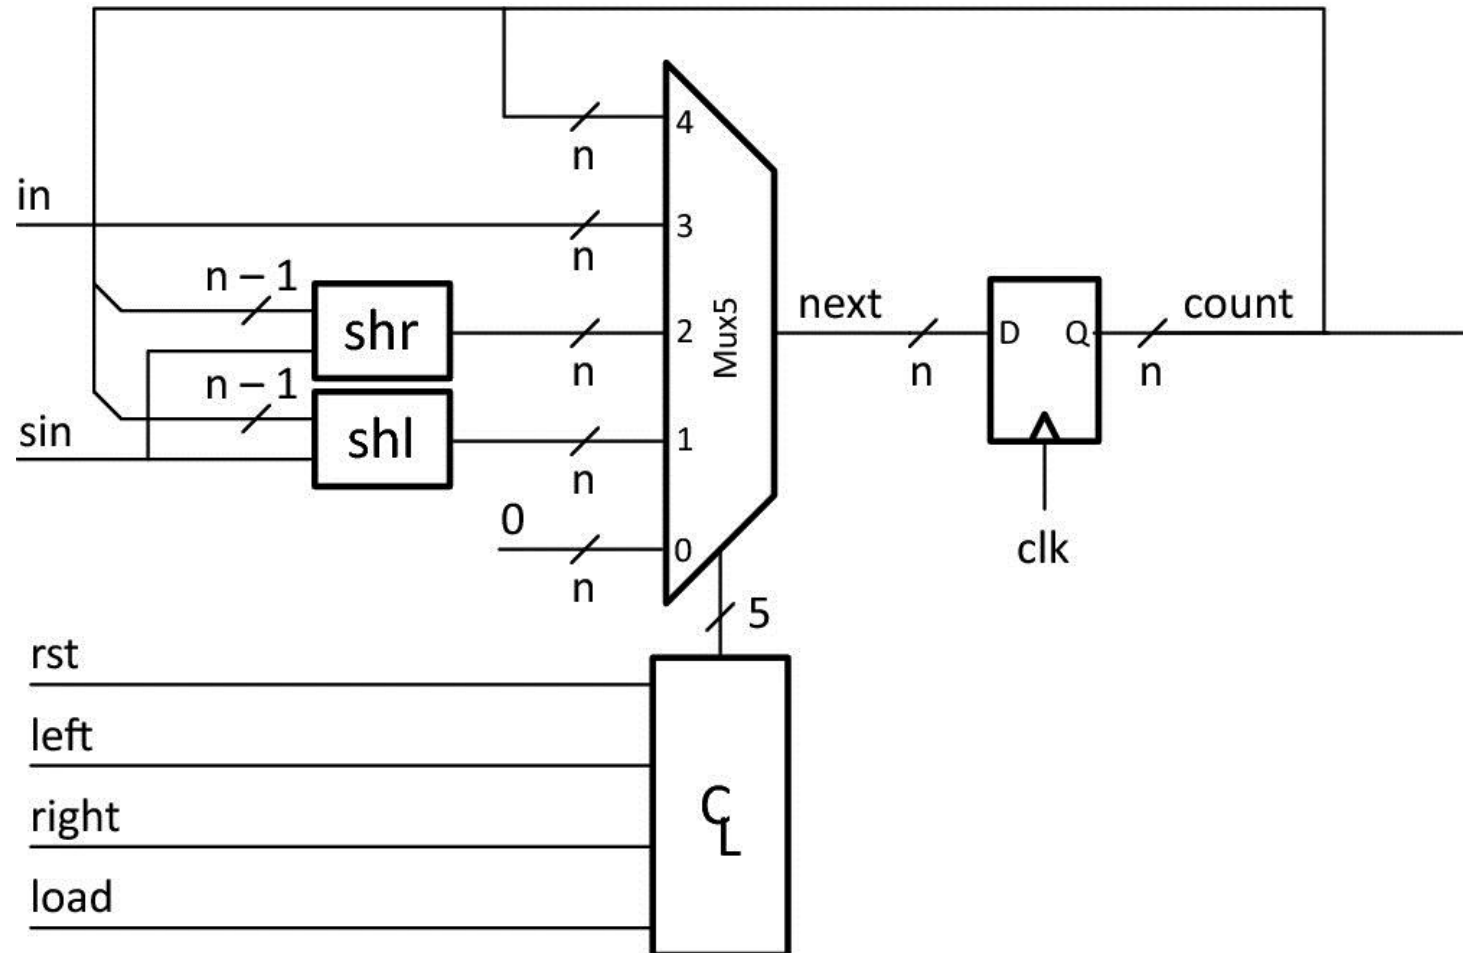 4
n
in
3
n
n – 1
shr
2
n
next
n
D Q
count
n
Mux5
n – 1
sin
shl
1
n
0
0
n
clk
5
rst
left
right
load
CL